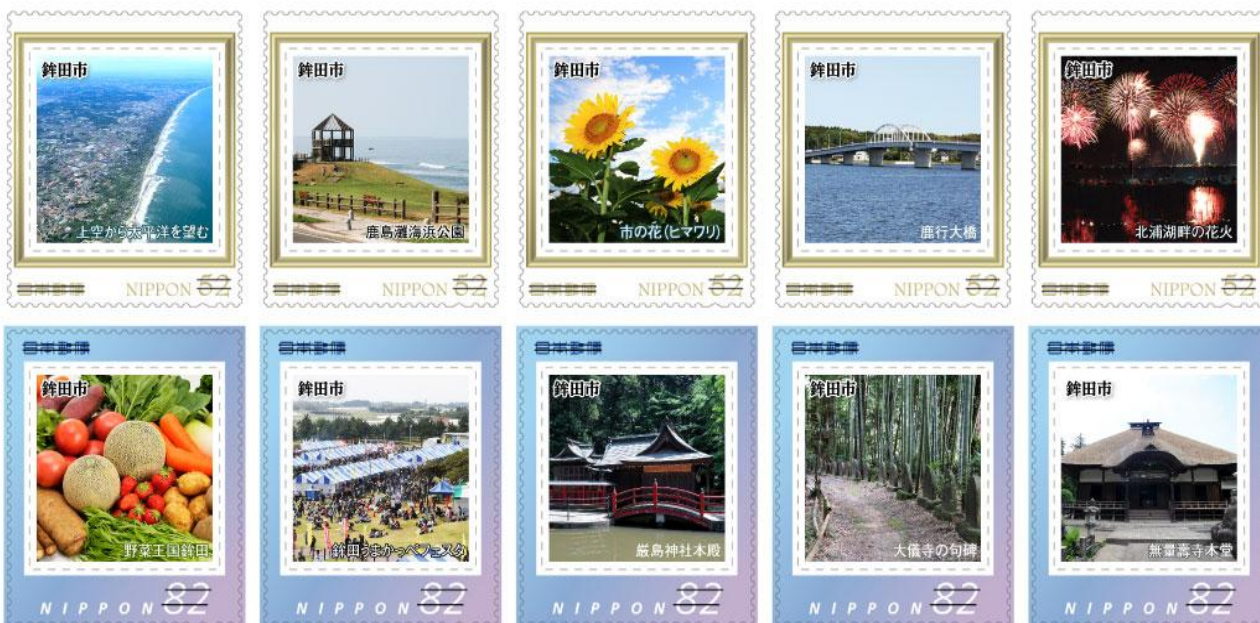 鉾田市
上空から太平洋を望む
日本郵便 NIPPON 52
鉾田市
鹿島灘海浜公園
日本郵便 NIPPON 52
鉾田市
市の花(ヒマワリ)
日本郵便 NIPPON 52
鉾田市
鹿行大橋
日本郵便 NIPPON 52
鉾田市
北浦湖畔の花火
日本郵便 NIPPON 52
日本郵便
鉾田市
野菜王国鉾田
NIPPON 82
日本郵便
鉾田市
鉾田うまかっぺフェスタ
NIPPON 82
日本郵便
鉾田市
厳島神社本殿
NIPPON 82
日本郵便
鉾田市
大儀寺の句碑
NIPPON 82
日本郵便
鉾田市
無量壽寺本堂
NIPPON 82